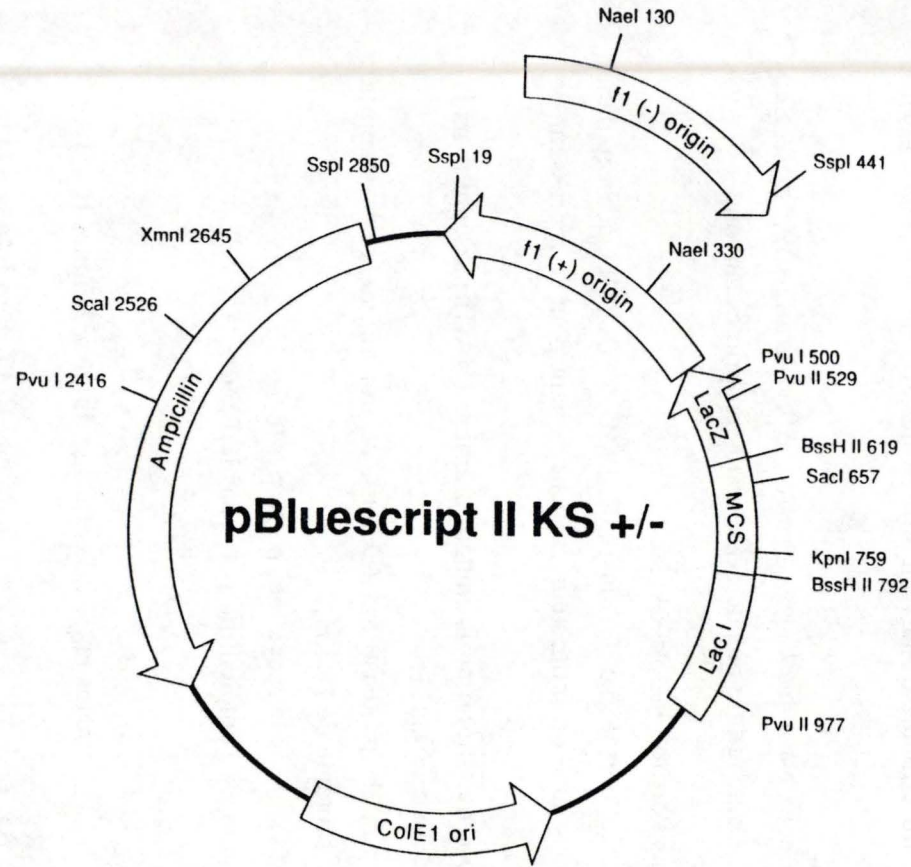 NaeI 130
f1 (-) origin
SspI 441
SspI 19
SspI 2850
f1 (+) origin
NaeI 330
XmnI 2645
ScaI 2526
Pvu I 2416
Ampicillin
Pvu I 500
Pvu II 529
LacZ
BssH II 619
SacI 657
MCS
pBluescript II KS +/-
KpnI 759
BssH II 792
Lac I
Pvu II 977
ColE1 ori